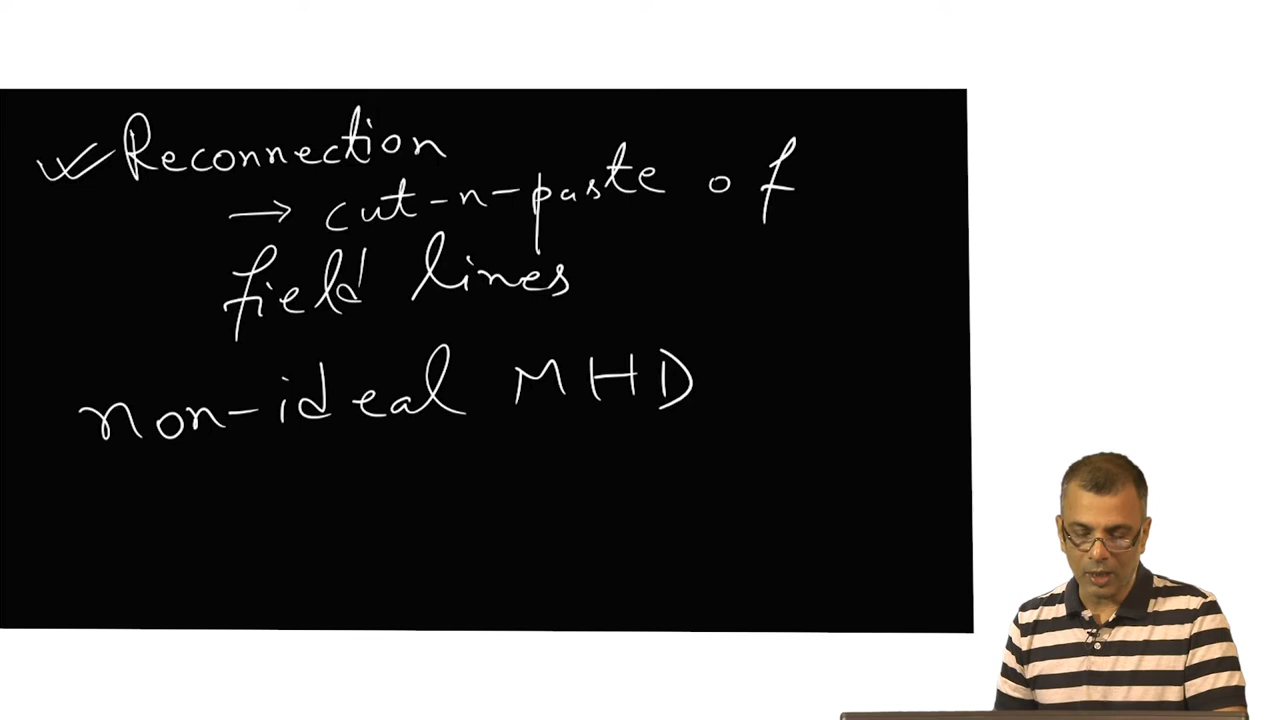 Reconnection
→ cut-n-paste of
field lines
non-ideal MHD